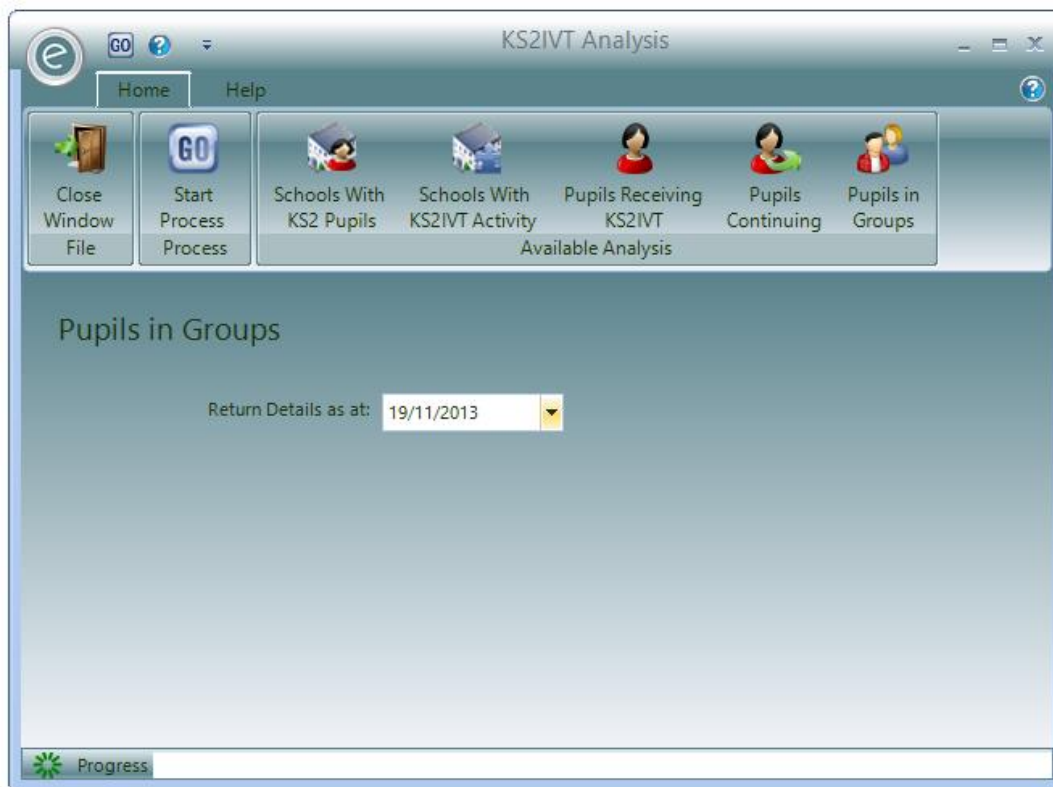 e GO ?
KS2IVT Analysis
Home Help ?
GO
Close Window
Start Process
Schools With KS2 Pupils
Schools With KS2IVT Activity
Pupils Receiving KS2IVT
Pupils Continuing
Pupils in Groups
File Process Available Analysis
Pupils in Groups
Return Details as at: 19/11/2013
Progress